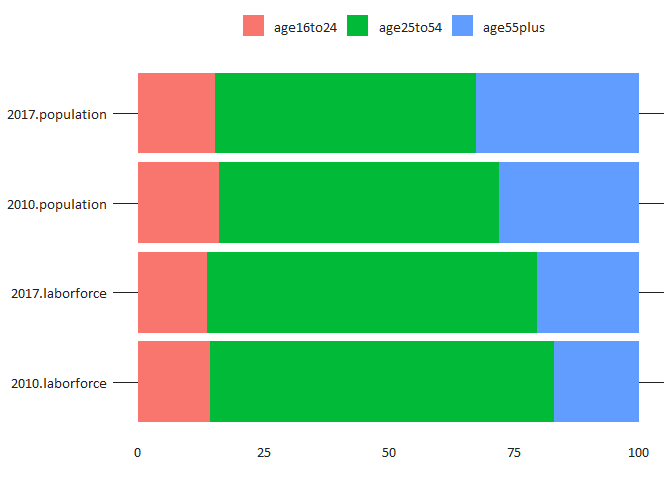 age16to24 age25to54 age55plus
2017.population
2010.population
2017.laborforce
2010.laborforce
0 25 50 75 100